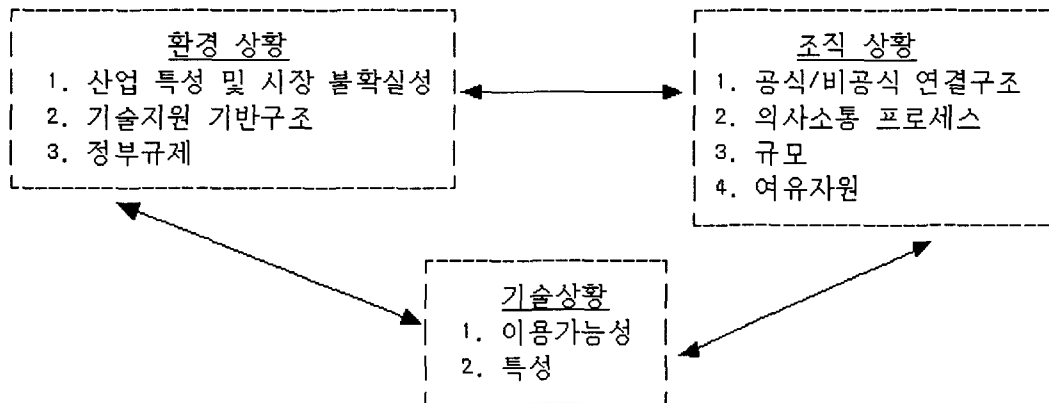 환경 상황
1. 산업 특성 및 시장 불확실성
2. 기술지원 기반구조
3. 정부규제
조직 상황
1. 공식/비공식 연결구조
2. 의사소통 프로세스
3. 규모
4. 여유자원
기술상황
1. 이용가능성
2. 특성